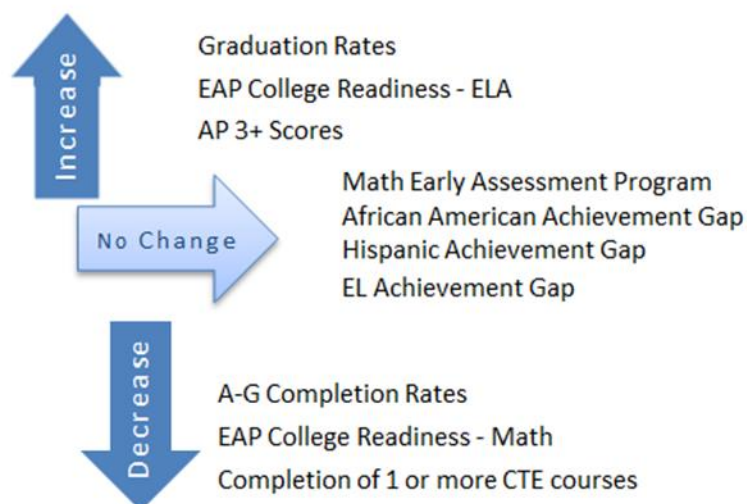 Increase
Graduation Rates
EAP College Readiness - ELA
AP 3+ Scores
No Change
Math Early Assessment Program
African American Achievement Gap
Hispanic Achievement Gap
EL Achievement Gap
Decrease
A-G Completion Rates
EAP College Readiness - Math
Completion of 1 or more CTE courses